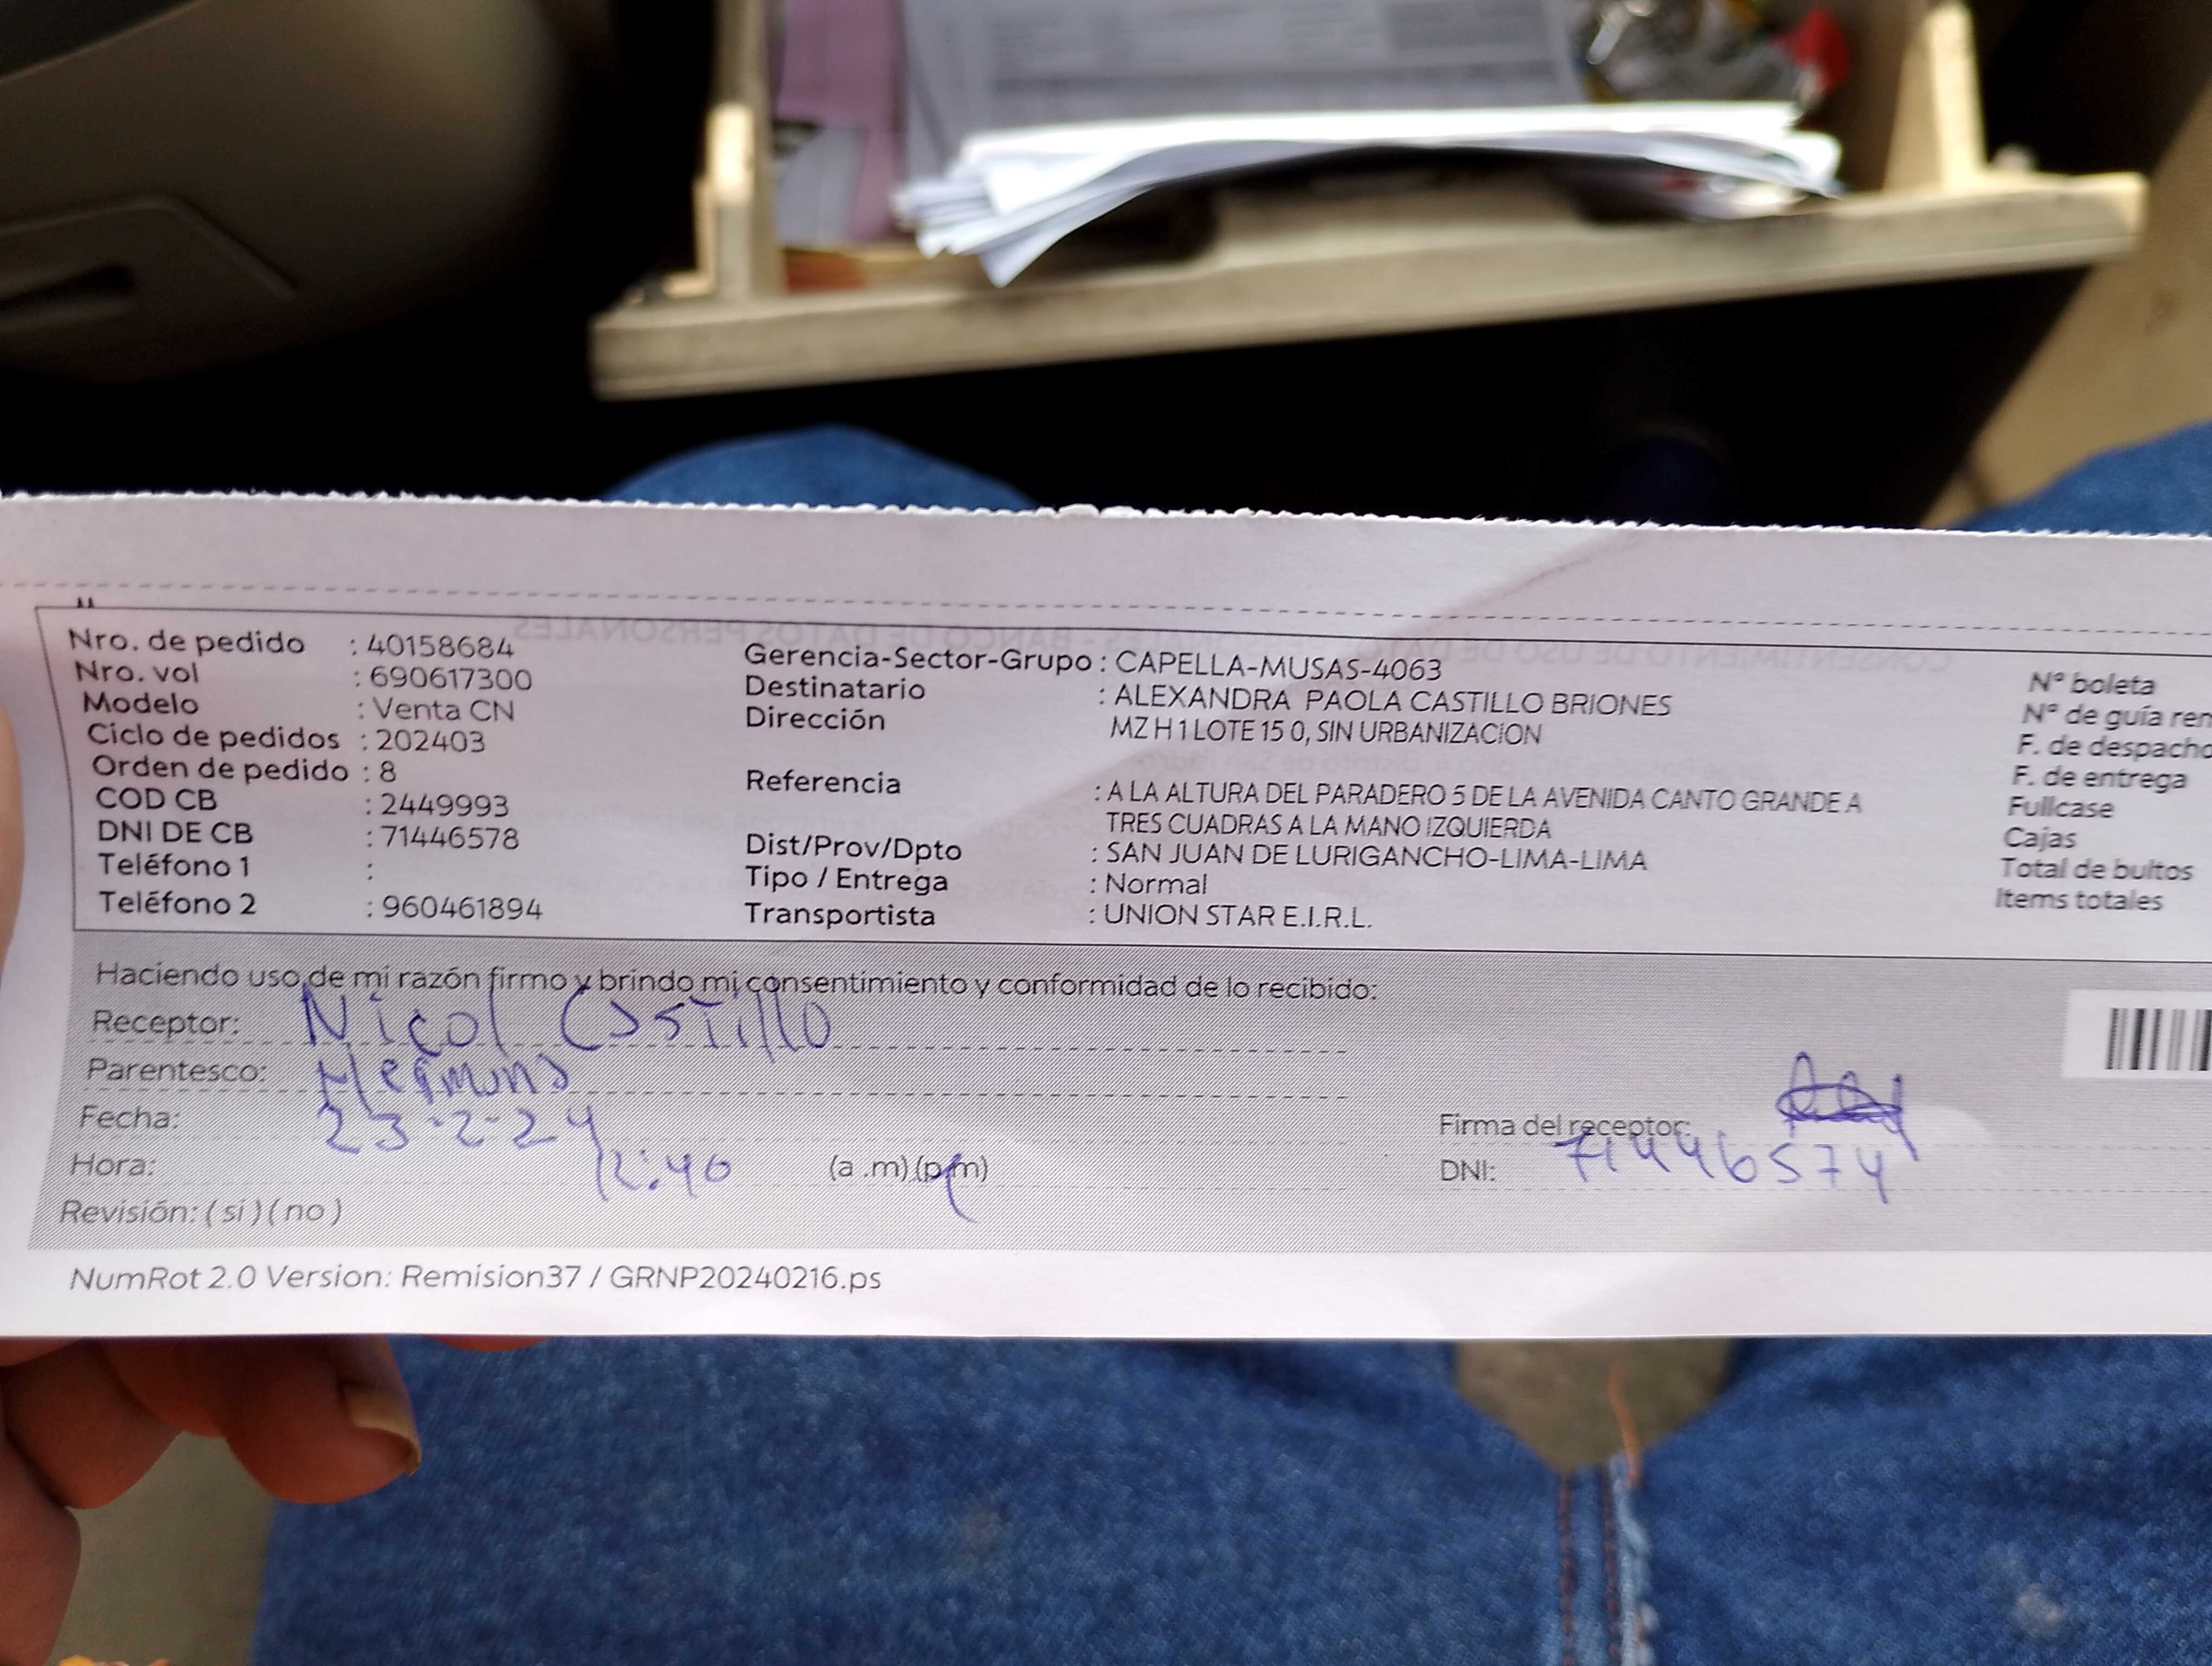 Nro. de pedido : 40158684
Nro. vol : 690617300
Modelo : Venta CN
Ciclo de pedidos : 202403
Orden de pedido : 8
COD CB : 2449993
DNI DE CB : 71446578
Teléfono 1 :
Teléfono 2 : 960461894
Gerencia-Sector-Grupo : CAPELLA-MUSAS-4063
Destinatario : ALEXANDRA PAOLA CASTILLO BRIONES
Dirección MZ H 1 LOTE 15 0, SIN URBANIZACION
Referencia : A LA ALTURA DEL PARADERO 5 DE LA AVENIDA CANTO GRANDE A
TRES CUADRAS A LA MANO IZQUIERDA
Dist/Prov/Dpto : SAN JUAN DE LURIGANCHO-LIMA-LIMA
Tipo / Entrega : Normal
Transportista : UNION STAR E.I.R.L.
Nº boleta
Nº de guía rem
F. de despacho
F. de entrega
Fullcase
Cajas
Total de bultos
Items totales
Haciendo uso de mi razón firmo y brindo mi consentimiento y conformidad de lo recibido:
Receptor: Nicol Castillo
Parentesco: Hermana
Fecha: 23-2-24
Hora: 12:40 (a .m) (p.m)
Revisión: ( si ) ( no )
Firma del receptor:
DNI: 71446574
NumRot 2.0 Version: Remision37 / GRNP20240216.ps